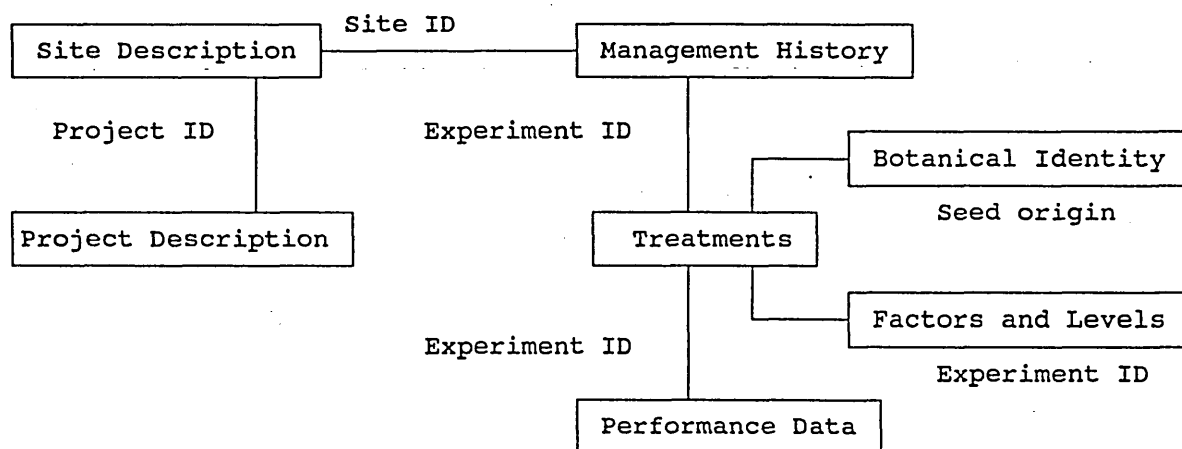 Site ID
Site Description
Management History
Project ID
Experiment ID
Botanical Identity
Seed origin
Project Description
Treatments
Factors and Levels
Experiment ID
Experiment ID
Performance Data